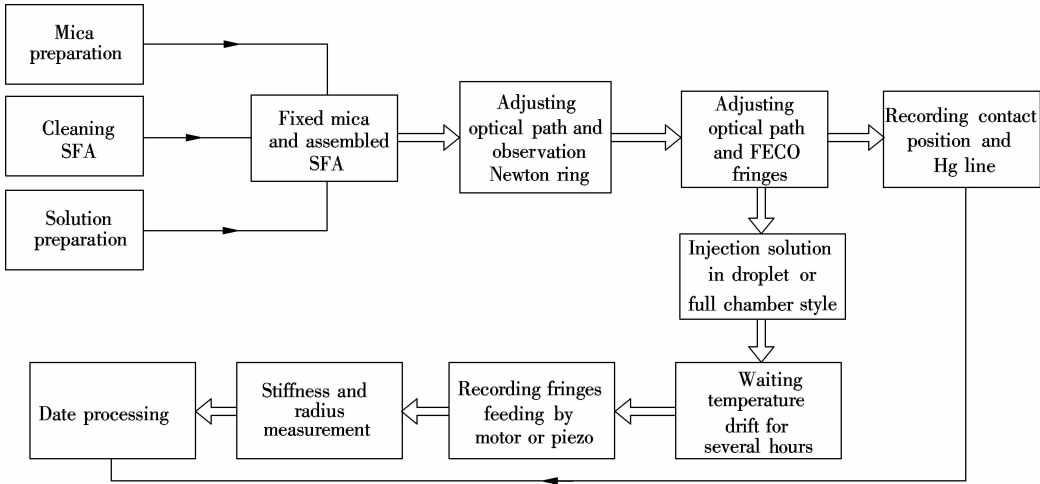 Mica
preparation
Cleaning
SFA
Solution
preparation
Fixed mica
and assembled
SFA
Adjusting
optical path and
observation
Newton ring
Adjusting
optical path
and FECO
fringes
Recording contact
position and
Hg line
Injection solution
in droplet or
full chamber style
Waiting
temperature
drift for
several hours
Recording fringes
feeding by
motor or piezo
Stiffness and
radius
measurement
Date processing